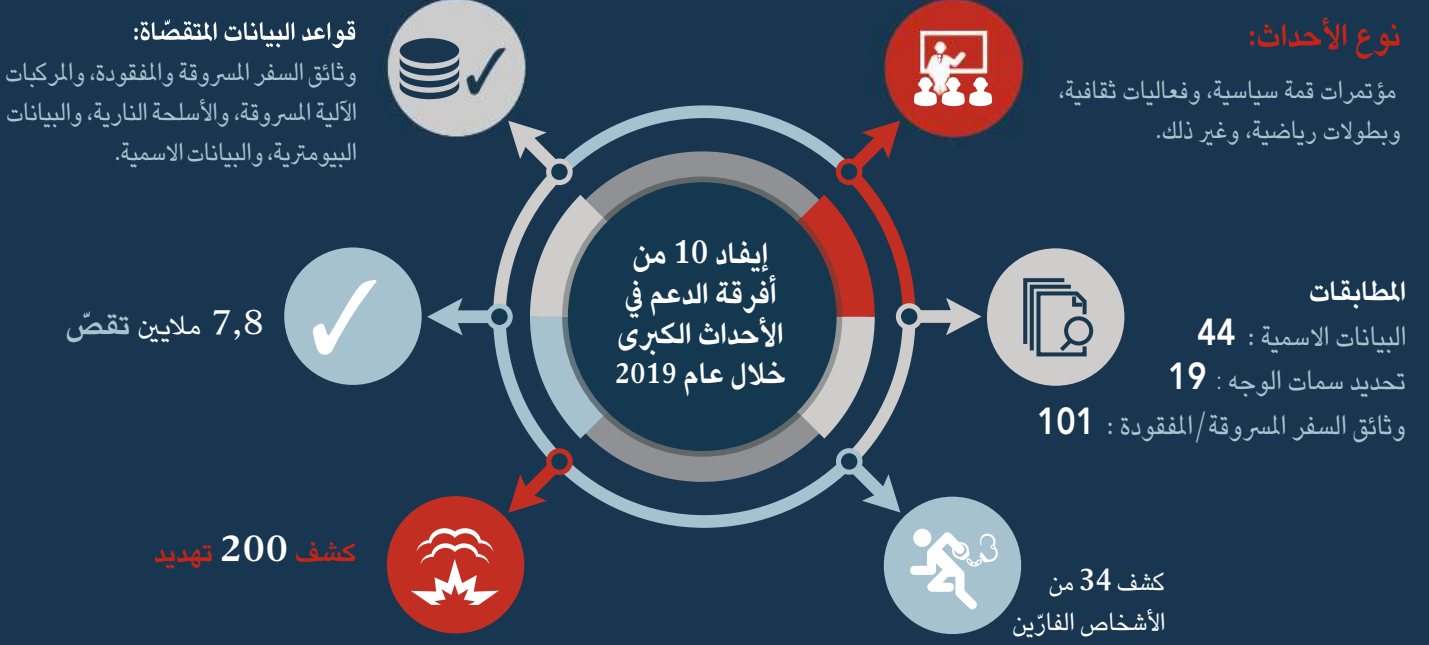 نوع الأحداث:
مؤتمرات قمة سياسية، وفعاليات ثقافية،
وبطولات رياضية، وغير ذلك.
قواعد البيانات المتقصّاة:
وثائق السفر المسروقة والمفقودة، والمركبات
الآلية المسروقة، والأسلحة النارية، والبيانات
البيومترية، والبيانات الاسمية.
إيفاد 10 من
أفرقة الدعم في
الأحداث الكبرى
خلال عام 2019
المطابقات
البيانات الاسمية : 44
تحديد سمات الوجه : 19
وثائق السفر المسروقة/المفقودة : 101
7,8 ملايين تقصّ
كشف 34 من
الأشخاص الفارّين
كشف 200 تهديد